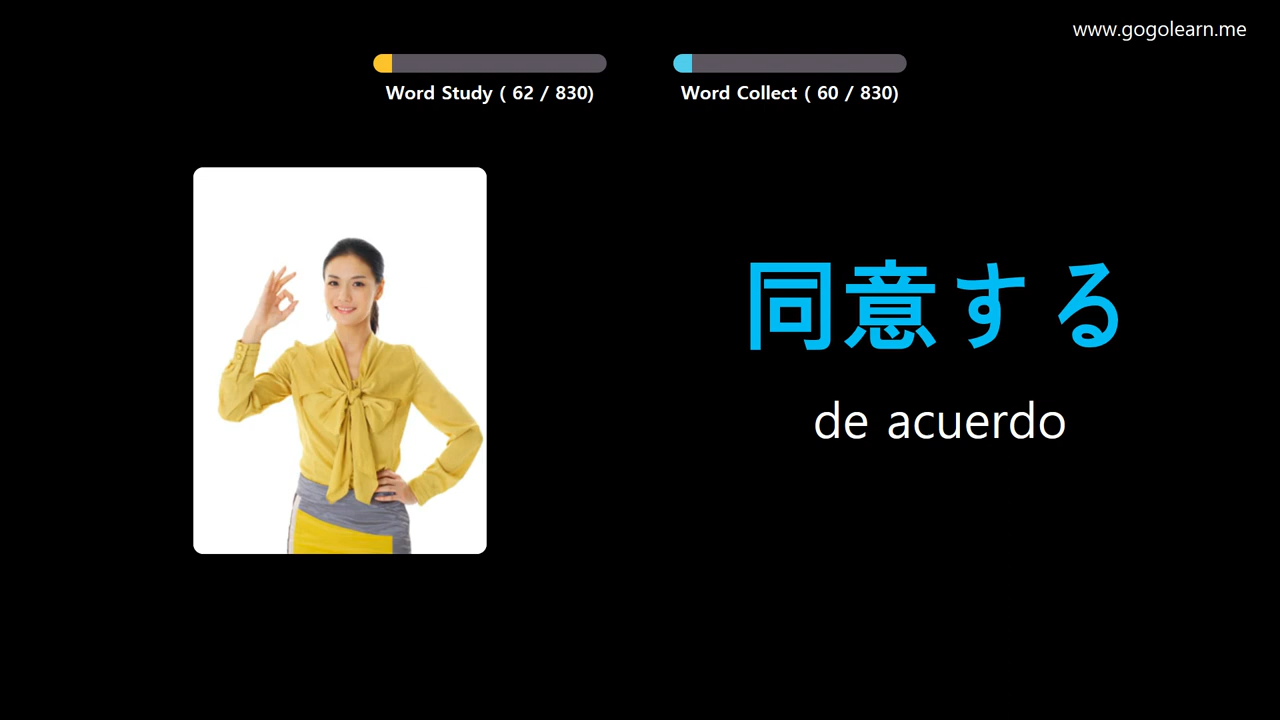 www.gogolearn.me
Word Study ( 62 / 830)
Word Collect ( 60 / 830)
同意する
de acuerdo